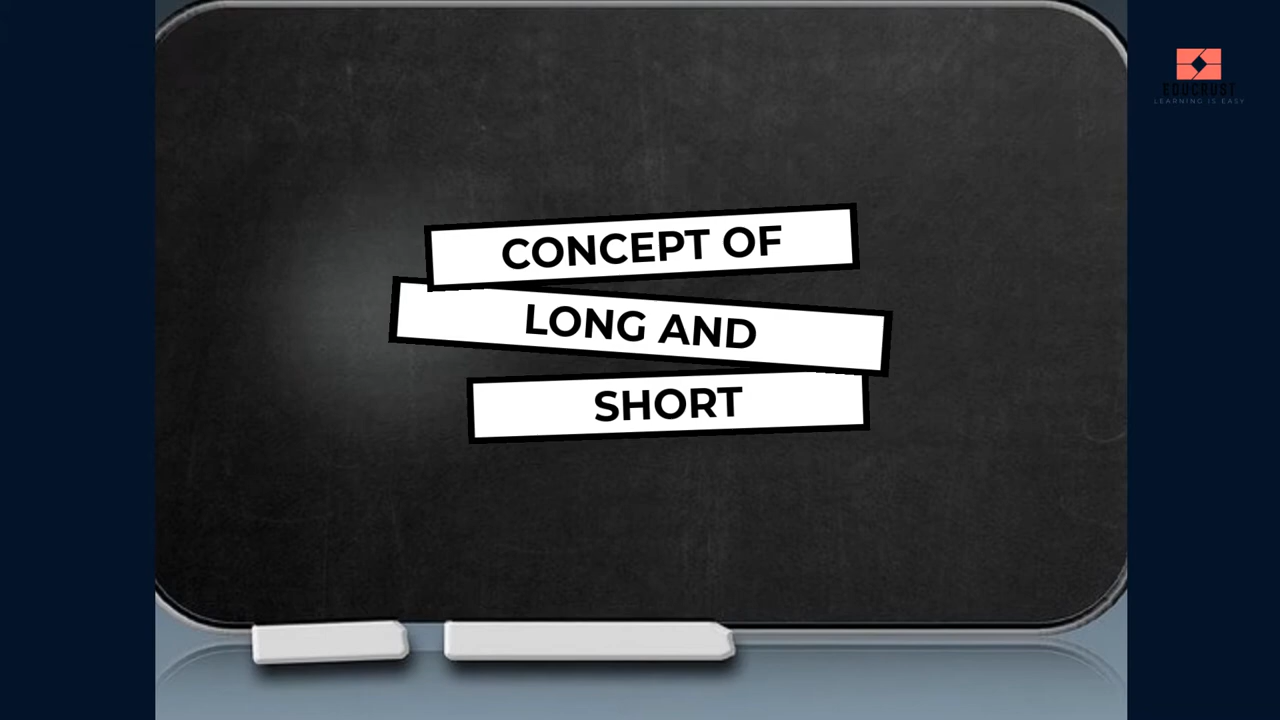 CONCEPT OF
LONG AND
SHORT
EDUCRUST
LEARNING IS EASY